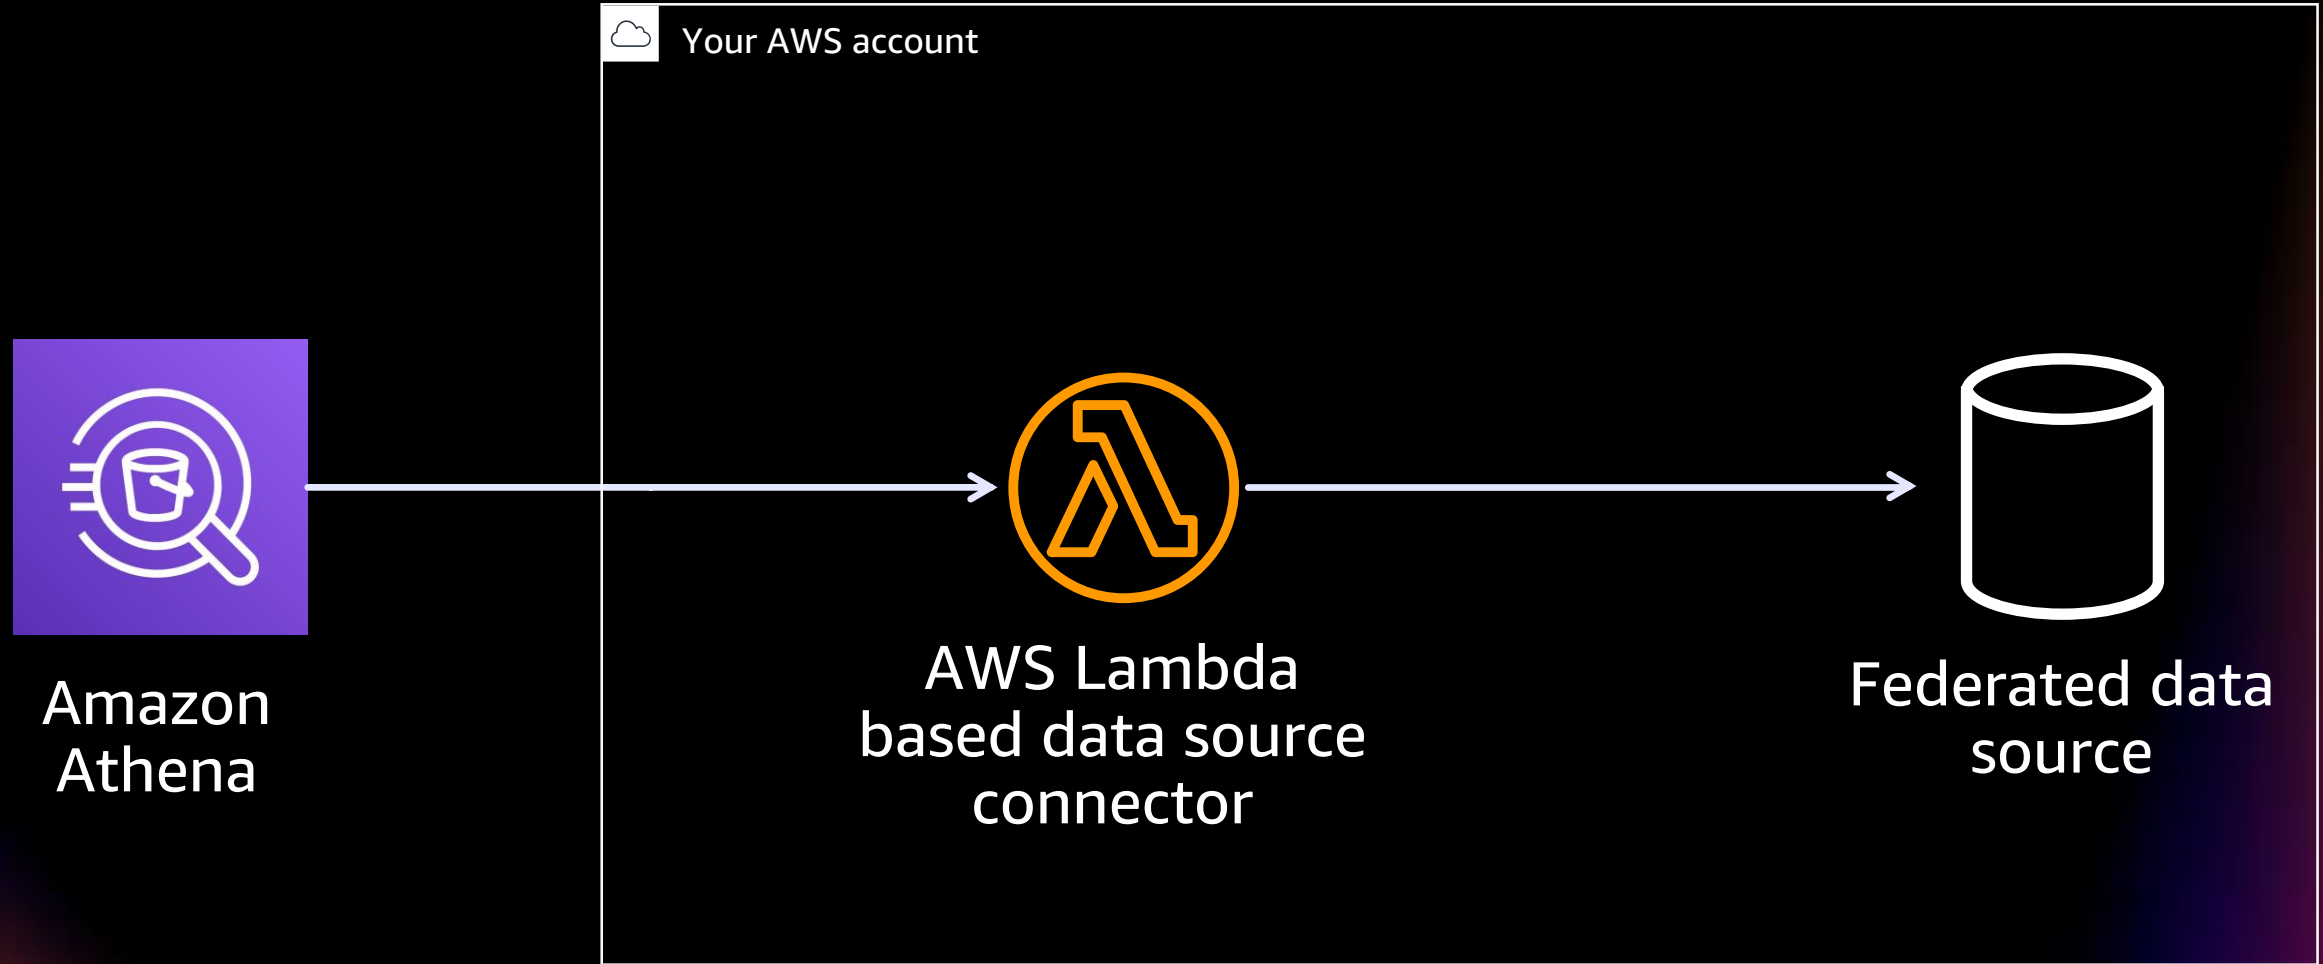 Your AWS account
Amazon
Athena
AWS Lambda
based data source
connector
Federated data
source